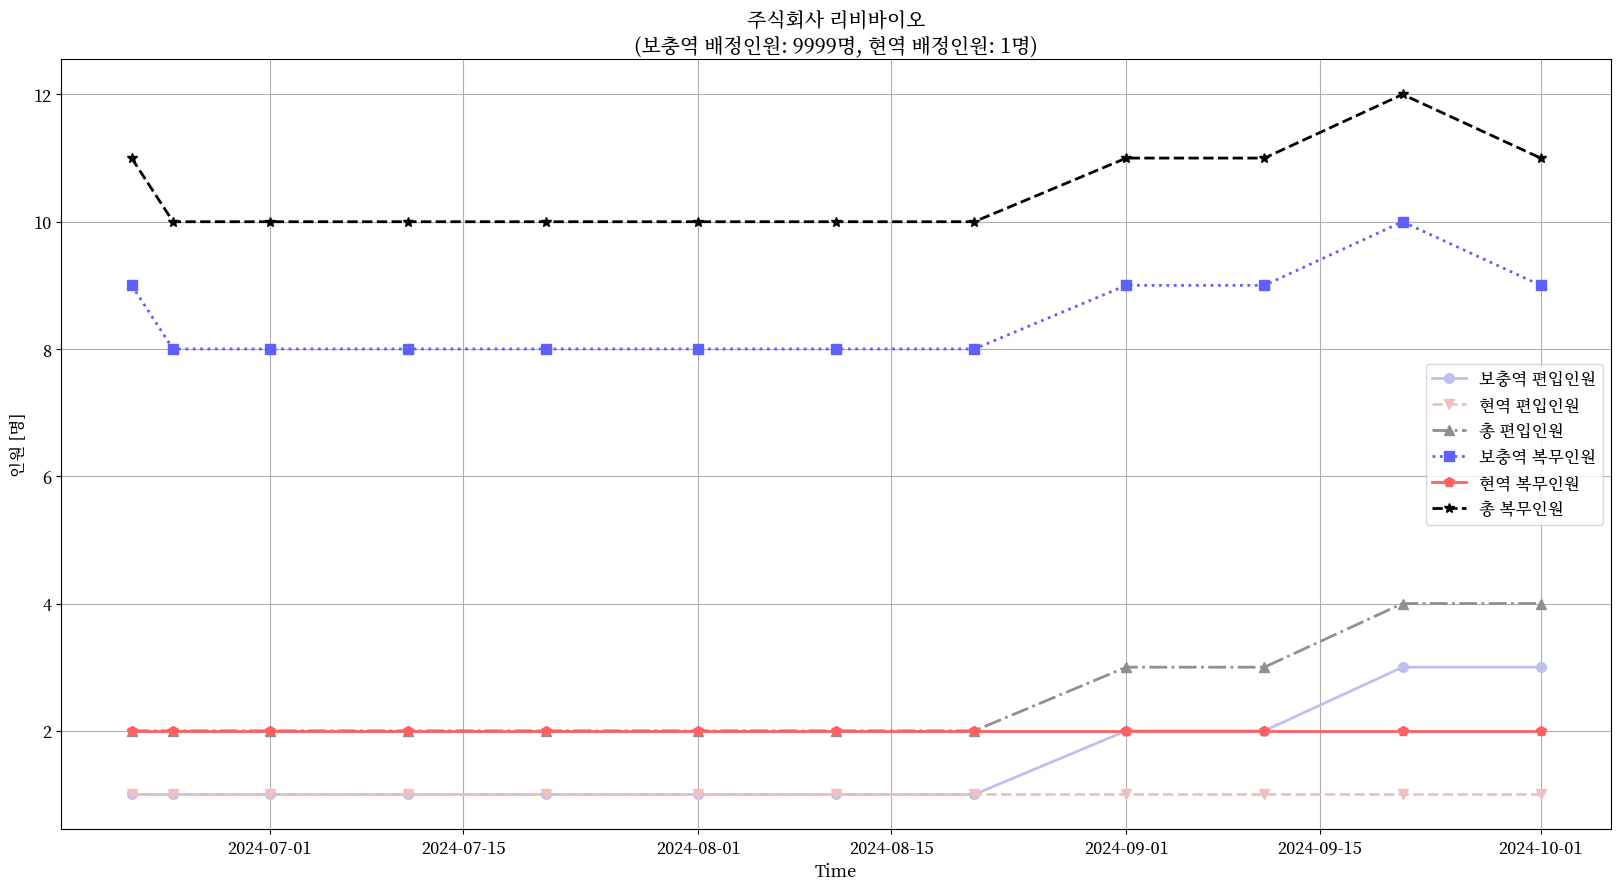 주식회사 리비바이오
(보충역 배정인원: 9999명, 현역 배정인원: 1명)
12
10
8
6
4
2
인원 [명]
보충역 편입인원
현역 편입인원
총 편입인원
보충역 복무인원
현역 복무인원
총 복무인원
2024-07-01
2024-07-15
2024-08-01
2024-08-15
2024-09-01
2024-09-15
2024-10-01
Time